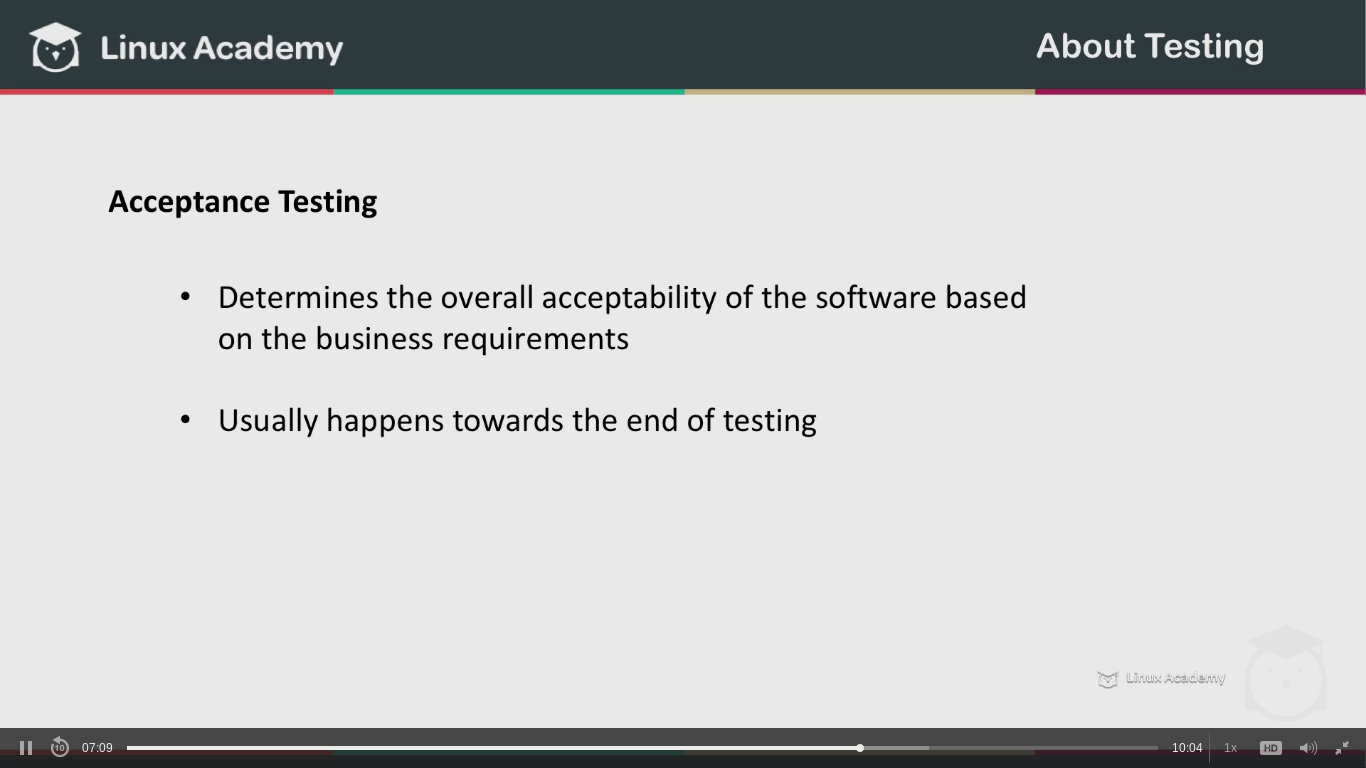 Linux Academy
About Testing
Acceptance Testing
• Determines the overall acceptability of the software based
on the business requirements
• Usually happens towards the end of testing
Linux Academy
10
07:09
10:04
1x
HD